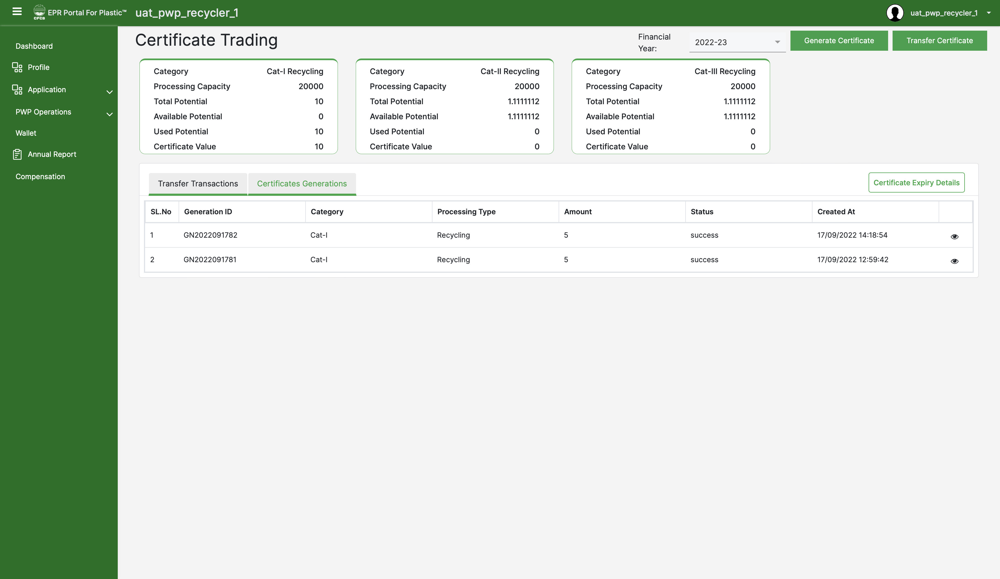 CPCB
EPR Portal For Plastic™
uat_pwp_recycler_1
uat_pwp_recycler_1
Dashboard
Profile
Application
PWP Operations
Wallet
Annual Report
Compensation
Certificate Trading
Financial
Year:
2022-23
Generate Certificate
Transfer Certificate
Category Cat-I Recycling
Processing Capacity 20000
Total Potential 10
Available Potential 0
Used Potential 10
Certificate Value 10
Category Cat-II Recycling
Processing Capacity 20000
Total Potential 1.1111112
Available Potential 1.1111112
Used Potential 0
Certificate Value 0
Category Cat-III Recycling
Processing Capacity 20000
Total Potential 1.1111112
Available Potential 1.1111112
Used Potential 0
Certificate Value 0
Transfer Transactions
Certificates Generations
Certificate Expiry Details
SL.No Generation ID Category Processing Type Amount Status Created At
1 GN2022091782 Cat-I Recycling 5 success 17/09/2022 14:18:54
2 GN2022091781 Cat-I Recycling 5 success 17/09/2022 12:59:42